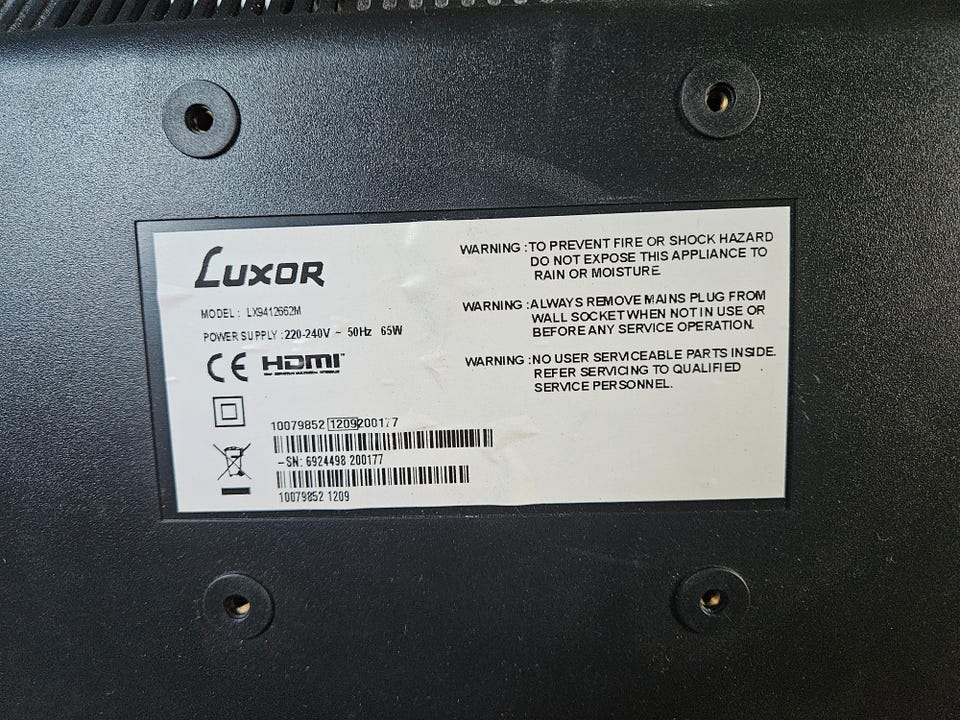 LUXOR
MODEL : LX9412662M
POWER SUPPLY : 220-240V ~ 50Hz 65W
CE HDMI™
10079852 1209200177
-SN: 6924498 200177
10079852 1209
WARNING : TO PREVENT FIRE OR SHOCK HAZARD
DO NOT EXPOSE THIS APPLIANCE TO
RAIN OR MOISTURE.
WARNING : ALWAYS REMOVE MAINS PLUG FROM
WALL SOCKET WHEN NOT IN USE OR
BEFORE ANY SERVICE OPERATION.
WARNING : NO USER SERVICEABLE PARTS INSIDE.
REFER SERVICING TO QUALIFIED
SERVICE PERSONNEL.